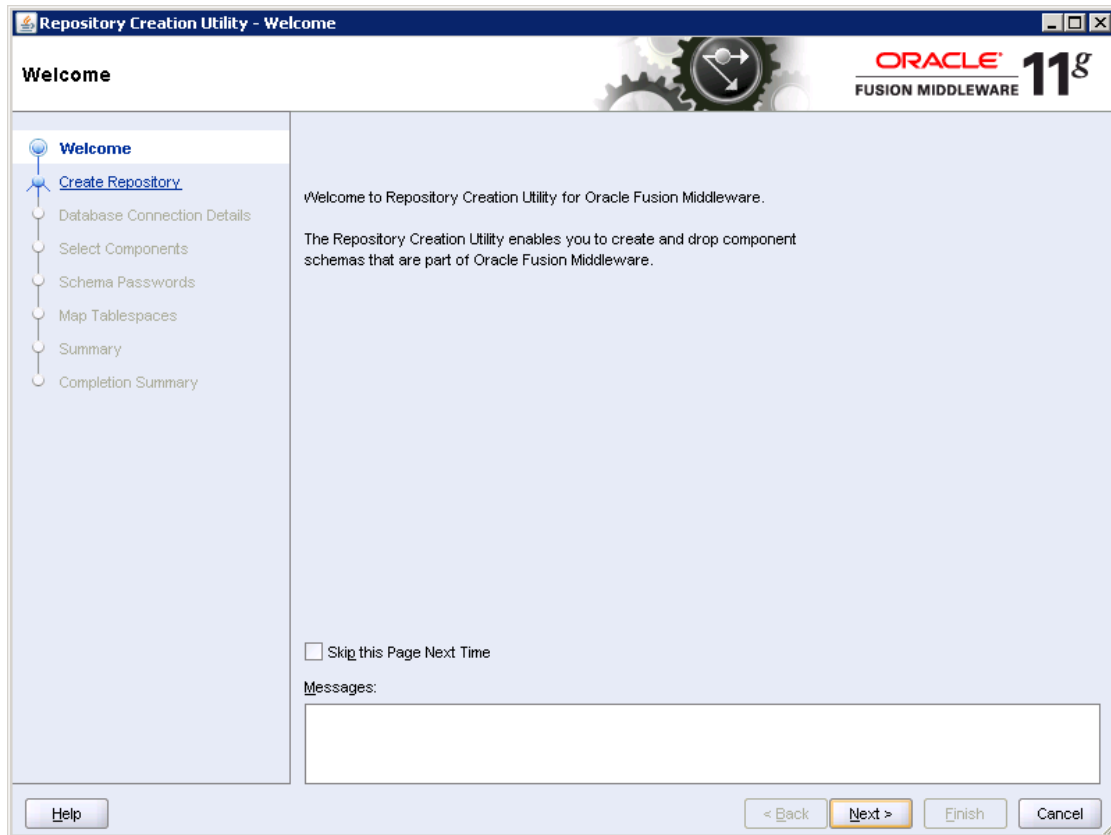 Repository Creation Utility - Welcome
Welcome
ORACLE®
FUSION MIDDLEWARE 11g
Welcome
Create Repository
Database Connection Details
Select Components
Schema Passwords
Map Tablespaces
Summary
Completion Summary
Welcome to Repository Creation Utility for Oracle Fusion Middleware.
The Repository Creation Utility enables you to create and drop component
schemas that are part of Oracle Fusion Middleware.
Skip this Page Next Time
Messages:
Help
< Back
Next >
Finish
Cancel